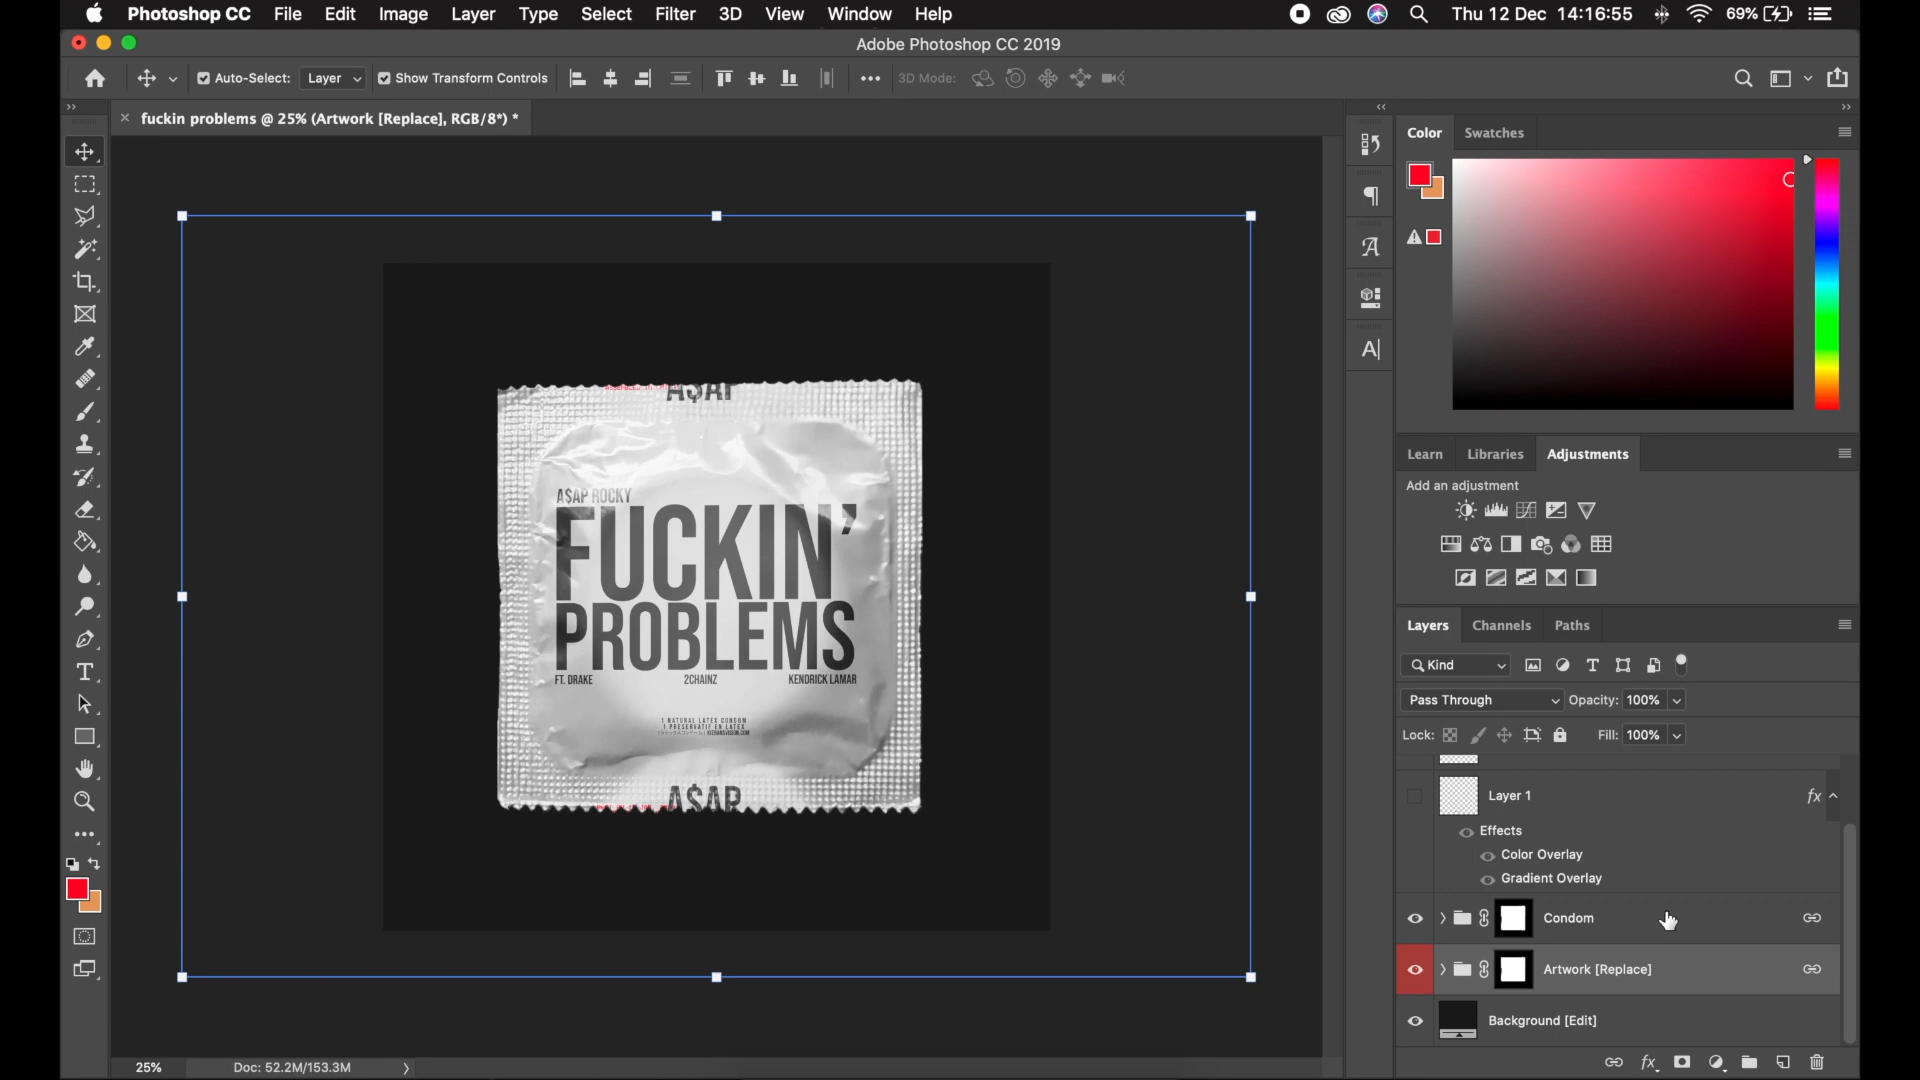 Photoshop CC File Edit Image Layer Type Select Filter 3D View Window Help Thu 12 Dec 14:16:55 69%
Adobe Photoshop CC 2019
Auto-Select: Layer Show Transform Controls 3D Mode:
fuckin problems @ 25% (Artwork [Replace], RGB/8*) *
Color Swatches
A$AP
A$AP ROCKY
FUCKIN'
PROBLEMS
FT. DRAKE 2CHAINZ KENDRICK LAMAR
1 NATURAL LATEX CONDOM
1 PRESERVATIF EN LATEX
KIERANSVISION.COM
A$AP
Learn Libraries Adjustments
Add an adjustment
Layers Channels Paths
Kind
Pass Through Opacity: 100%
Lock: Fill: 100%
Layer 1 fx
Effects
Color Overlay
Gradient Overlay
Condom
Artwork [Replace]
Background [Edit]
25% Doc: 52.2M/153.3M
fx